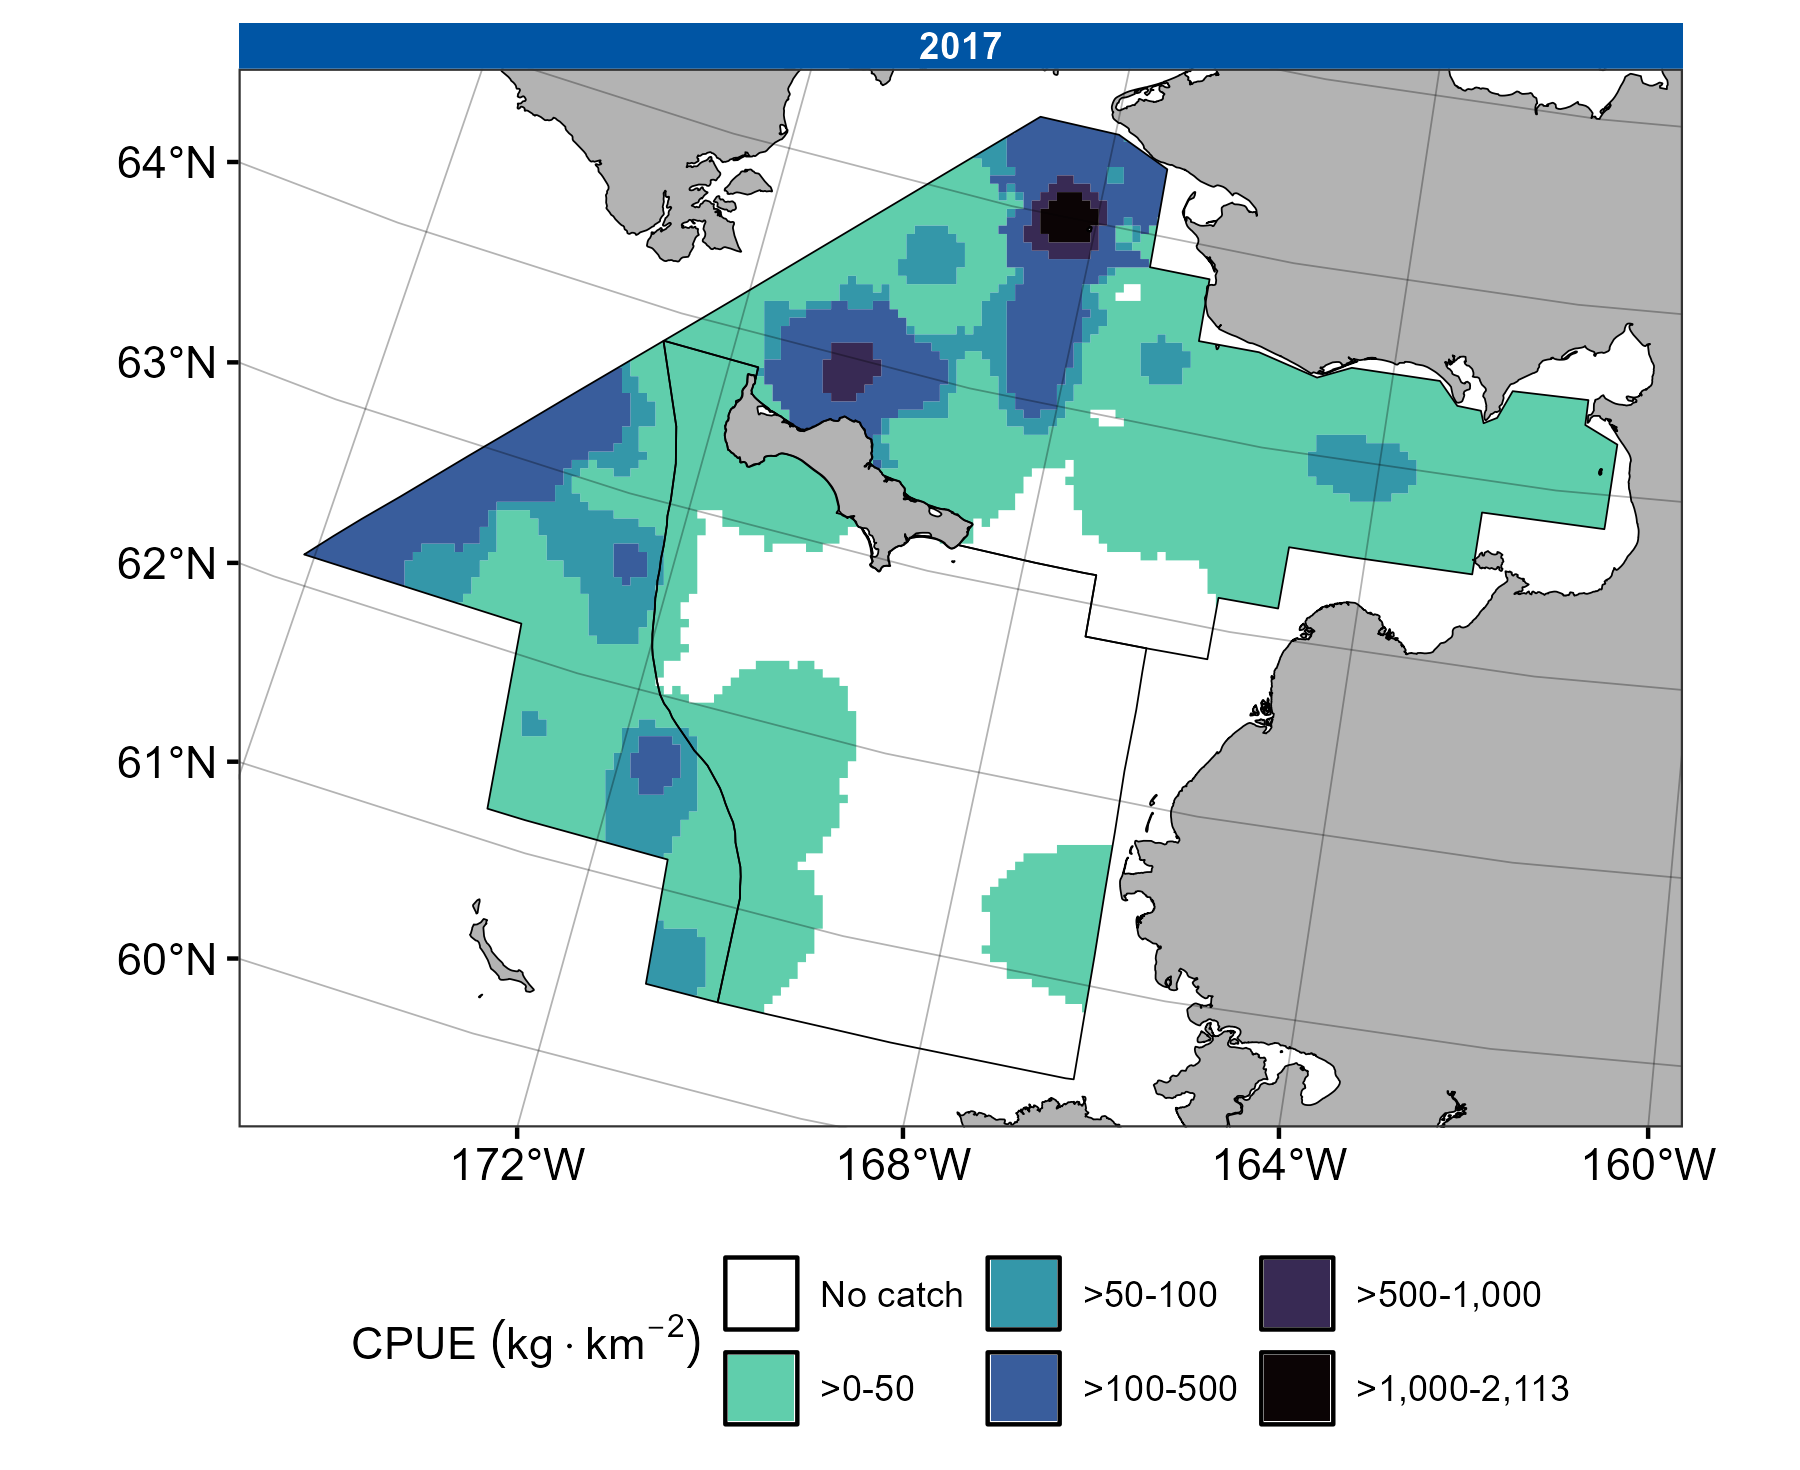 2017
64°N
63°N
62°N
61°N
60°N
172°W 168°W 164°W 160°W
CPUE (kg · km⁻²)
No catch >50-100 >500-1,000
>0-50 >100-500 >1,000-2,113